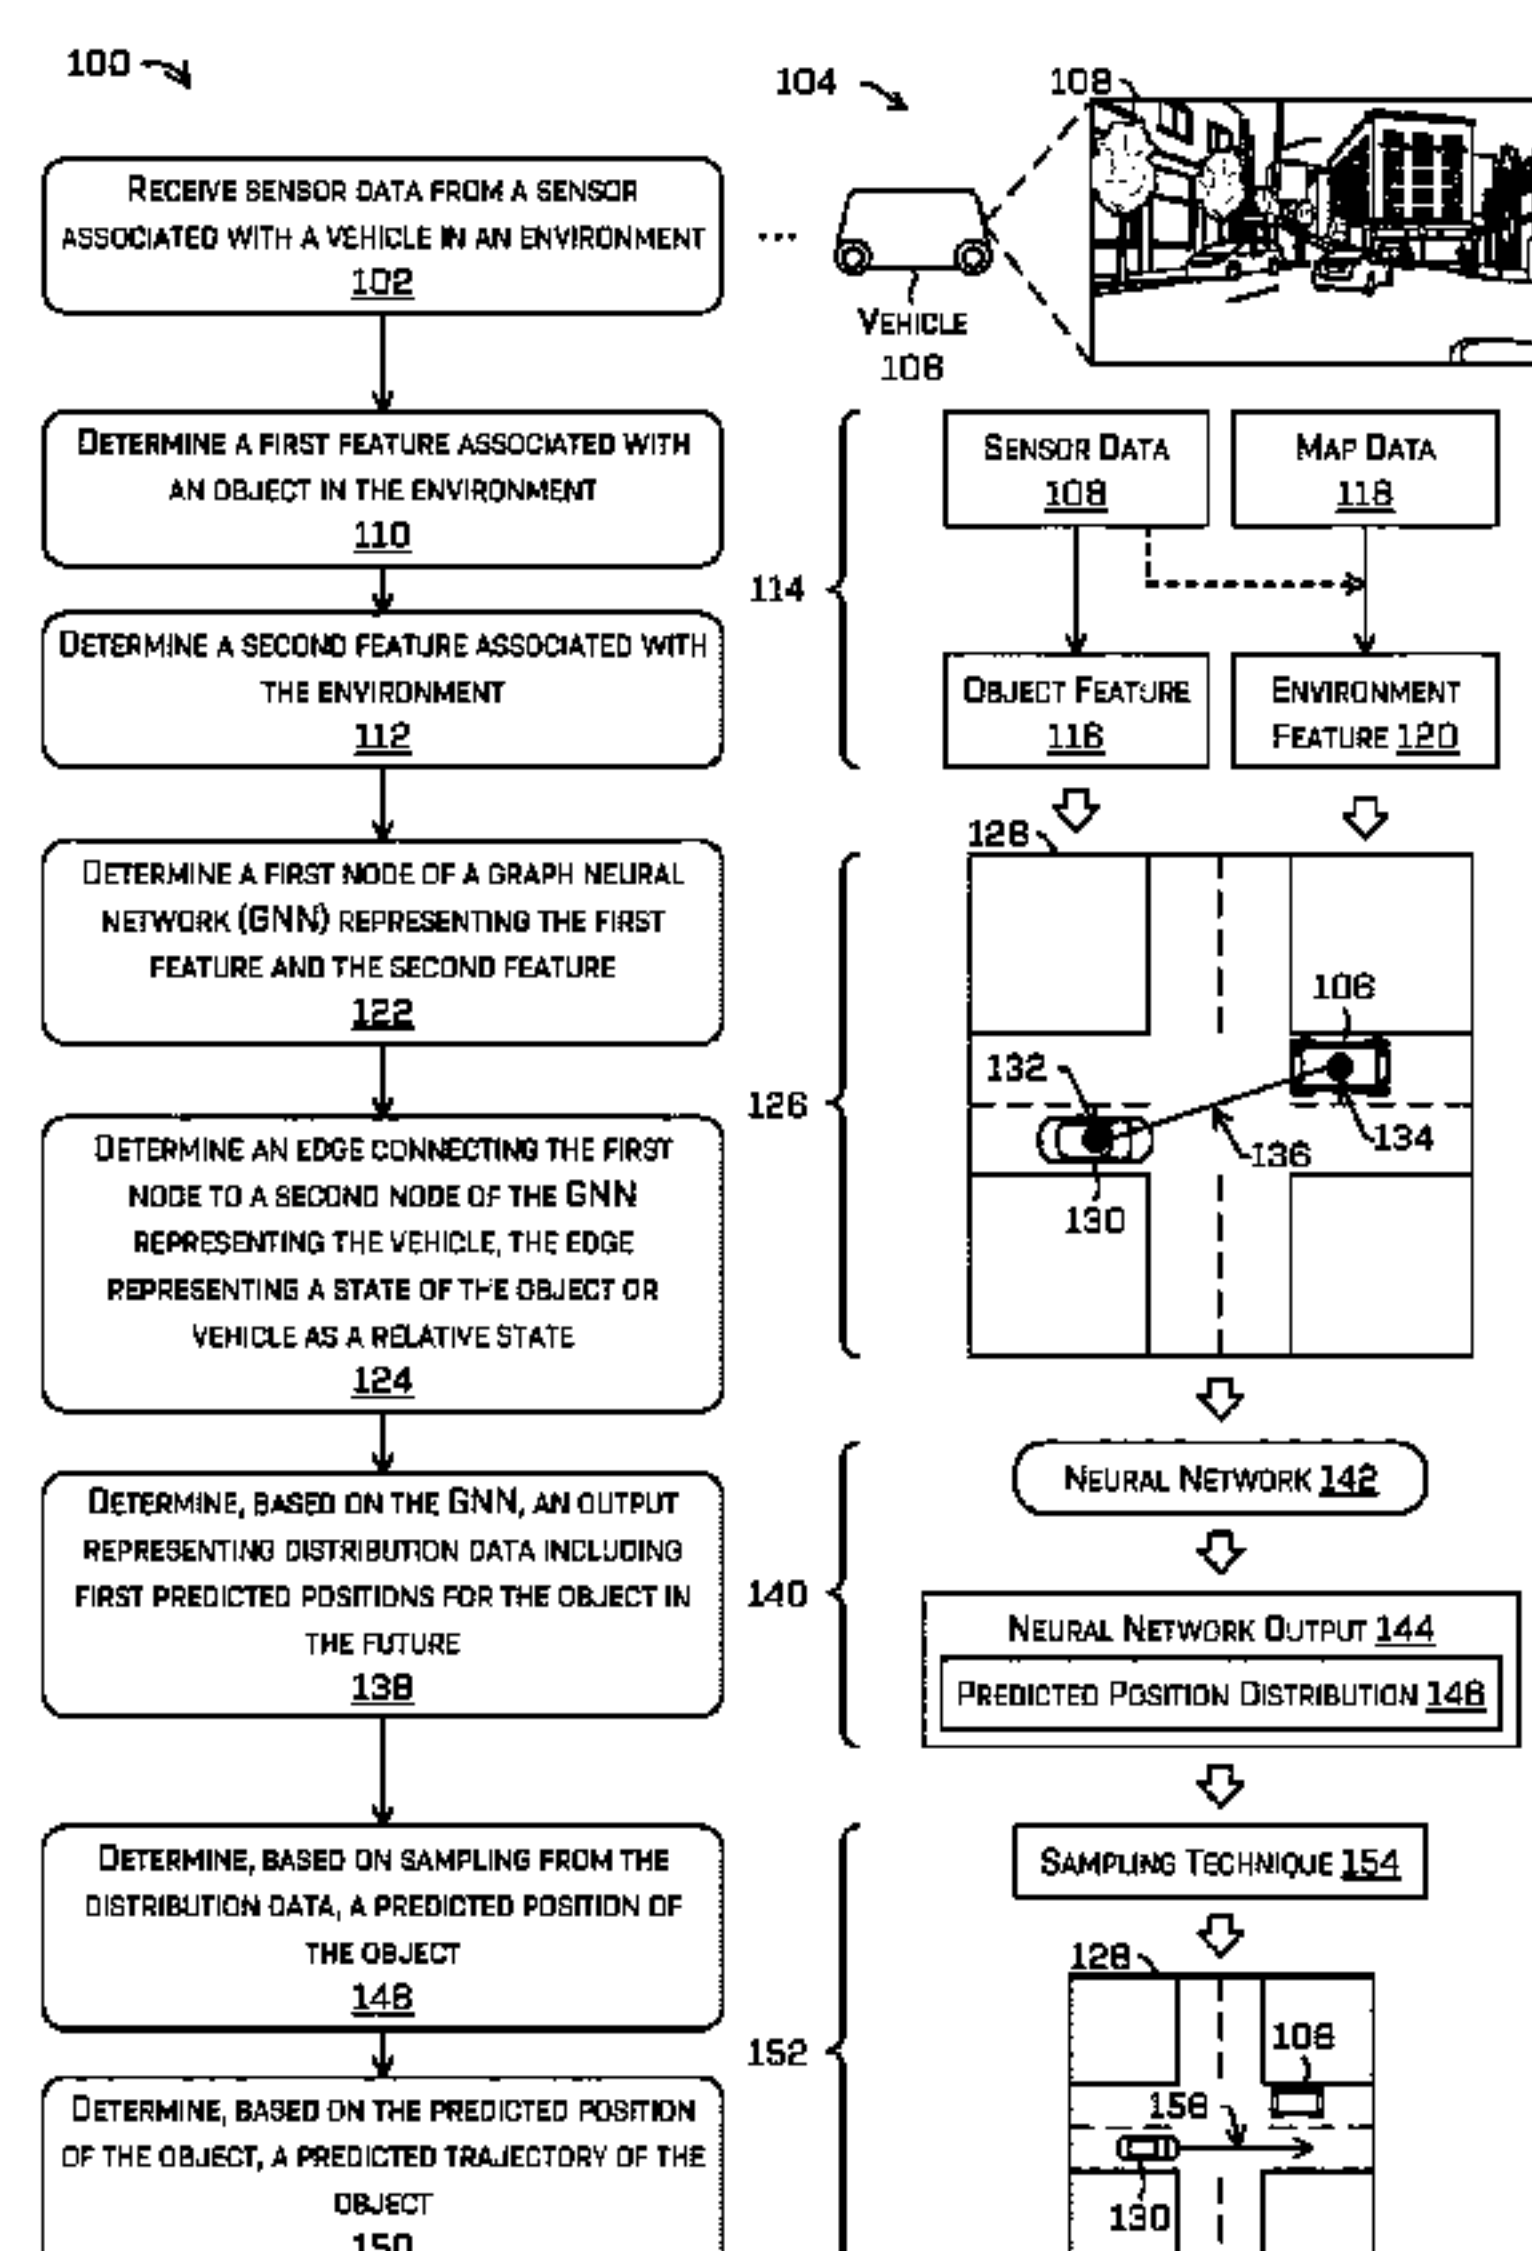 100
RECEIVE SENSOR DATA FROM A SENSOR
ASSOCIATED WITH A VEHICLE IN AN ENVIRONMENT
102
DETERMINE A FIRST FEATURE ASSOCIATED WITH
AN OBJECT IN THE ENVIRONMENT
110
DETERMINE A SECOND FEATURE ASSOCIATED WITH
THE ENVIRONMENT
112
DETERMINE A FIRST NODE OF A GRAPH NEURAL
NETWORK (GNN) REPRESENTING THE FIRST
FEATURE AND THE SECOND FEATURE
122
DETERMINE AN EDGE CONNECTING THE FIRST
NODE TO A SECOND NODE OF THE GNN
REPRESENTING THE VEHICLE, THE EDGE
REPRESENTING A STATE OF THE OBJECT OR
VEHICLE AS A RELATIVE STATE
124
DETERMINE, BASED ON THE GNN, AN OUTPUT
REPRESENTING DISTRIBUTION DATA INCLUDING
FIRST PREDICTED POSITIONS FOR THE OBJECT IN
THE FUTURE
138
DETERMINE, BASED ON SAMPLING FROM THE
DISTRIBUTION DATA, A PREDICTED POSITION OF
THE OBJECT
148
DETERMINE, BASED ON THE PREDICTED POSITION
OF THE OBJECT, A PREDICTED TRAJECTORY OF THE
OBJECT
150
104
108
...
VEHICLE
106
114
SENSOR DATA
108
MAP DATA
118
OBJECT FEATURE
116
ENVIRONMENT
FEATURE 120
126
128
106
132
134
136
130
140
NEURAL NETWORK 142
NEURAL NETWORK OUTPUT 144
PREDICTED POSITION DISTRIBUTION 146
152
SAMPLING TECHNIQUE 154
128
106
156
130